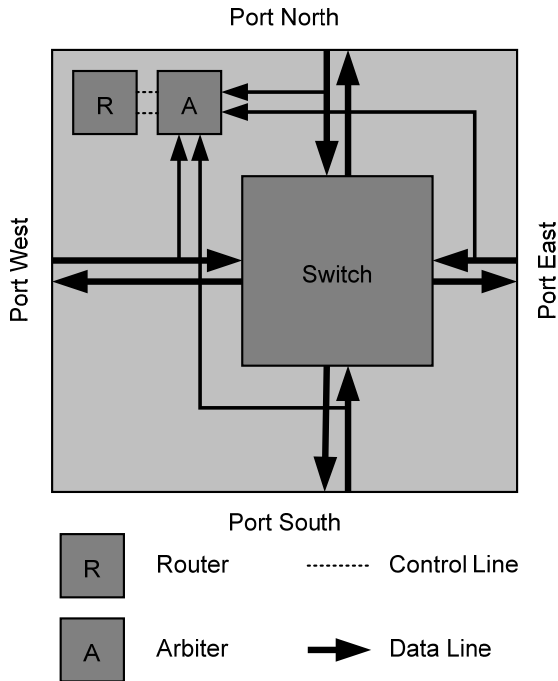 Port North
R
A
Port West
Switch
Port East
Port South
R
Router
Control Line
A
Arbiter
Data Line